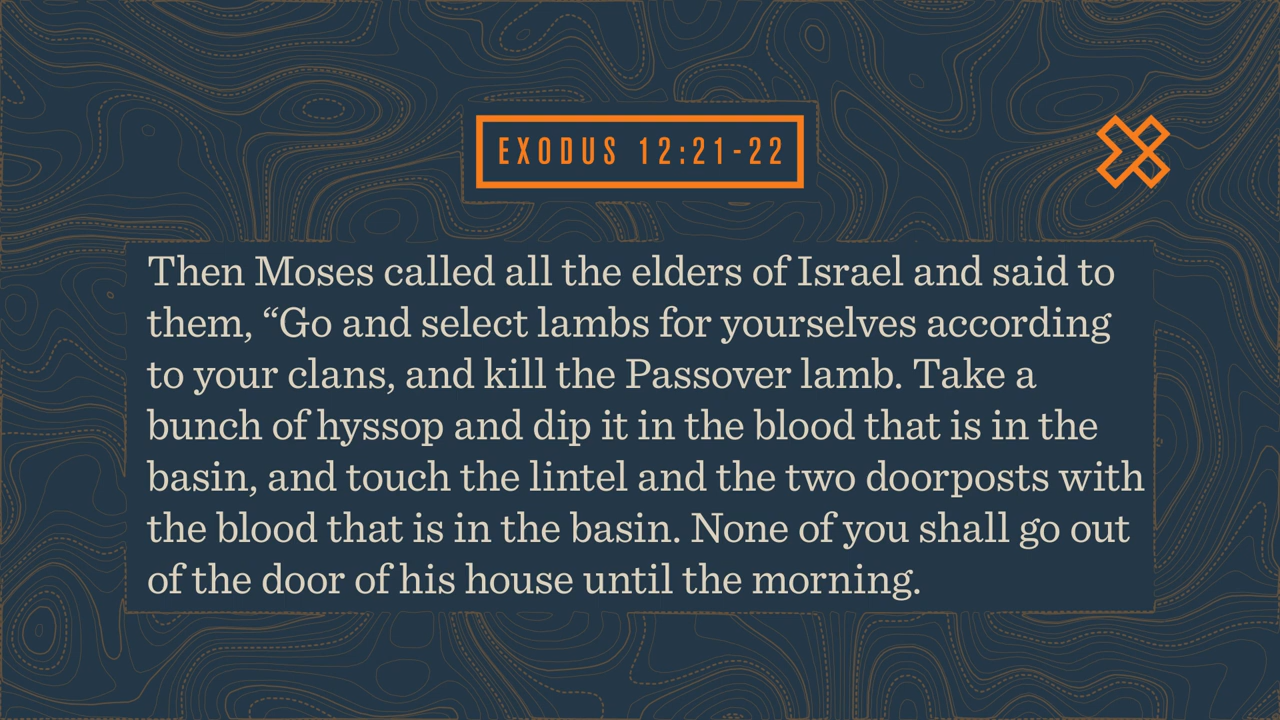 EXODUS 12:21-22
Then Moses called all the elders of Israel and said to
them, “Go and select lambs for yourselves according
to your clans, and kill the Passover lamb. Take a
bunch of hyssop and dip it in the blood that is in the
basin, and touch the lintel and the two doorposts with
the blood that is in the basin. None of you shall go out
of the door of his house until the morning.